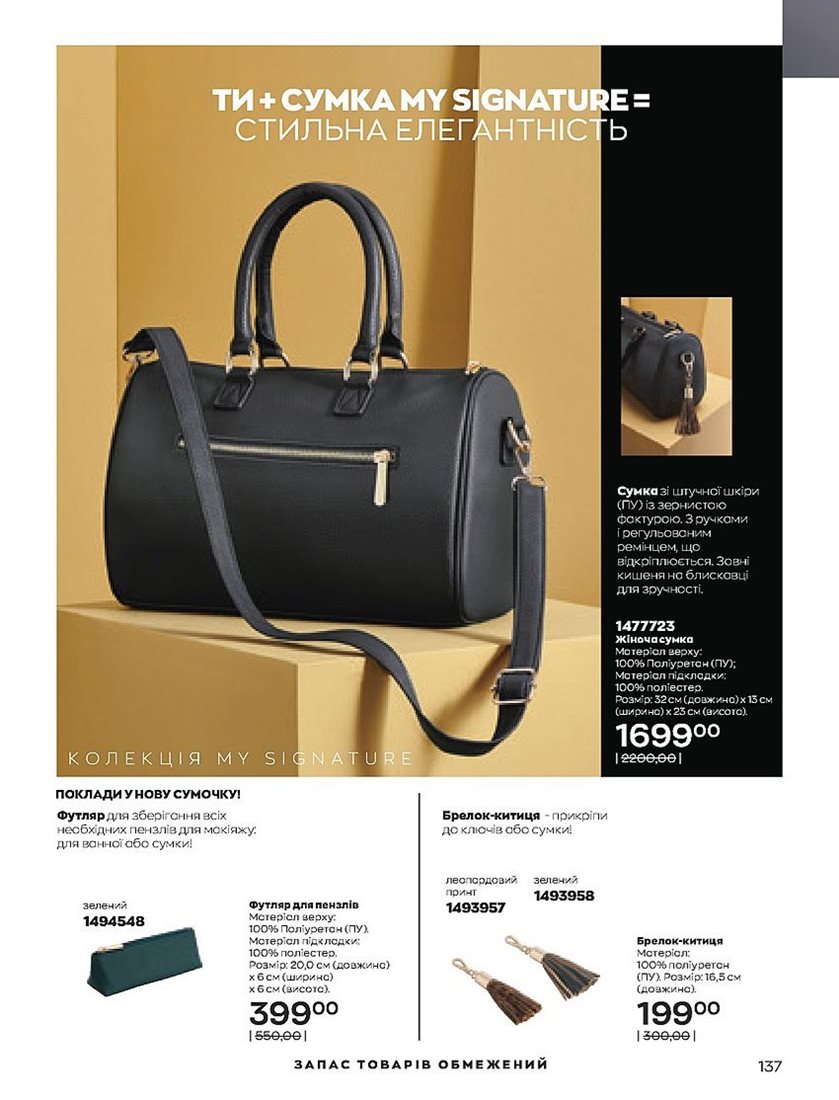 ТИ + СУМКА MY SIGNATURE =
СТИЛЬНА ЕЛЕГАНТНІСТЬ
Сумка зі штучної шкіри
(ПУ) із зернистою
фактурою. З ручками
і регульованим
ремінцем, що
відкріплюється. Зовні
кишеня на блискавці
для зручності.
1477723
Жіноча сумка
Матеріал верху:
100% Поліуретан (ПУ);
Матеріал підкладки:
100% поліестер.
Розмір: 32 см (довжина) x 13 см
(ширина) x 23 см (висота).
1699⁰⁰
| 2200,00 |
КОЛЕКЦІЯ MY SIGNATURE
ПОКЛАДИ У НОВУ СУМОЧКУ!
Футляр для зберігання всіх
необхідних пензлів для макіяжу:
для ванної або сумки!
зелений
1494548
Футляр для пензлів
Матеріал верху:
100% Поліуретан (ПУ).
Матеріал підкладки:
100% поліестер.
Розмір: 20,0 см (довжина)
x 6 см (ширина)
x 6 см (висота).
399⁰⁰
| 550,00 |
Брелок-китиця - прикріпи
до ключів або сумки!
леопардовий
принт
1493957
зелений
1493958
Брелок-китиця
Матеріал:
100% поліуретан
(ПУ). Розмір: 16,5 см
(довжина).
199⁰⁰
| 300,00 |
ЗАПАС ТОВАРІВ ОБМЕЖЕНИЙ
137